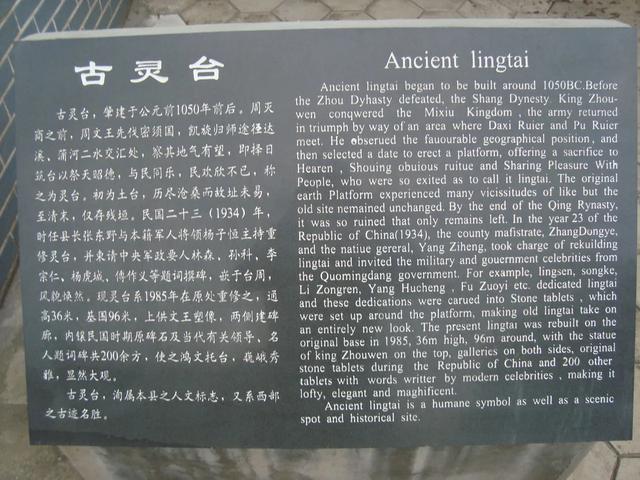 古灵台
古灵台，肇建于公元前1050年前后。周灭
商之前，周文王先伐密须国，凯旋归师途径达
溪、蒲河二水交汇处，察其地气有望，即择日
筑台以祭天昭德，与民同乐，民欢欣不已，称
之为灵台。初为土台，历尽沧桑而故址未易，
至清末，仅存残垣。民国二十三（1934）年，
时任县长张东野与本籍军人将领杨子恒主持重
修灵台，并束请中央军政要人林森、孙科、李
宗仁、杨虎城、傅作义等题词撰碑，嵌于台周，
风貌焕然。现灵台系1985年在原处重修之，通
高36米，基围96米，上供文王塑像，两侧建碑
廊，内镶民国时期原碑石及当代有关领导、名
人题词碑共200余方，使之鸿文托台，巍峨秀
雅，显然大观。
古灵台，洵属本县之人文标志，又系西部
之古迹名胜。
Ancient lingtai
Ancient lingtai began to be built around 1050BC.Before
the Zhou Dyhasty defeated, the Shang Dynesty King Zhou-
wen conqwered the Mixiu Kingdom , the army returned
in triumph by way of an area where Daxi Ruier and Pu Ruier
meet. He obserued the fauourable geographical position, and
then selected a date to erect a platform, offering a sacrifice to
Hearen , Shouing obuious ruitue and Sharing Pleasure With
People, who were so exited as to call it lingtai. The original
earth Platform experienced many vicissitudes of like but the
old site nemained unchanged. By the end of the Qing Rynasty,
it was so ruined that only remains left. In the year 23 of the
Republic of China(1934), the county mafistrate, ZhangDungye,
and the natiue gereral, Yang Ziheng, took charge of rekuilding
lingtai and invited the military and gouernment celebrities from
the Quomingdang government. For example, lingsen, songke,
Li Zongren, Yang Hucheng , Fu Zuoyi etc. dedicated lingtai
and these dedications were carued into Stone tablets , which
were set up around the platform, making old lingtai take on
an entirely new look. The present lingtai was rebuilt on the
original base in 1985, 36m high, 96m around, with the statue
of king Zhouwen on the top, galleries on both sides, original
stone tablets during the Republic of China and 200 other
tablets with words writter by modern celebrities , making it
lofty, elegant and maghificent.
Ancient lingtai is a humane symbol as well as a scenic
spot and historical site.